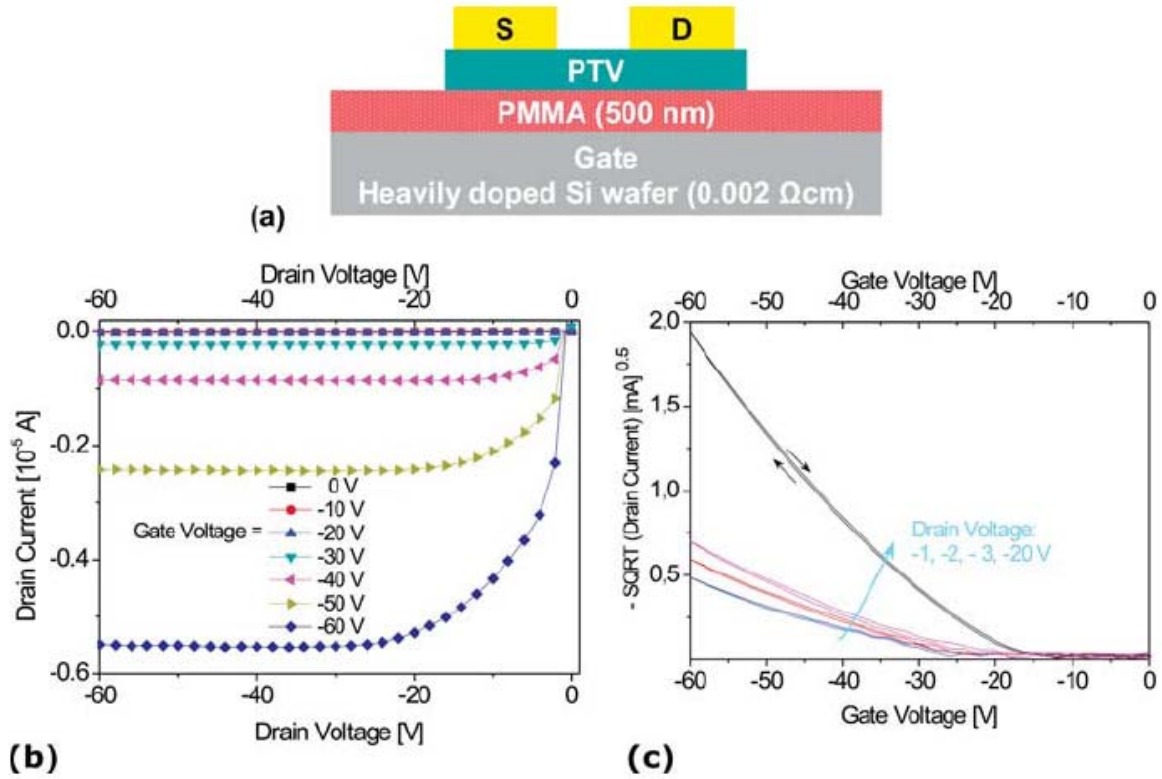 S
D
PTV
PMMA (500 nm)
Gate
Heavily doped Si wafer (0.002 Ωcm)
(a)
Drain Voltage [V]
-60 -40 -20 0
0.0
-0.2
-0.4
-0.6
Drain Current [10⁻⁵ A]
Gate Voltage =
0 V
-10 V
-20 V
-30 V
-40 V
-50 V
-60 V
-60 -40 -20 0
Drain Voltage [V]
(b)
Gate Voltage [V]
-60 -50 -40 -30 -20 -10 0
2,0
1,5
1,0
0,5
- SQRT (Drain Current) [mA]^0.5
Drain Voltage:
-1, -2, - 3, -20 V
-60 -50 -40 -30 -20 -10 0
Gate Voltage [V]
(c)